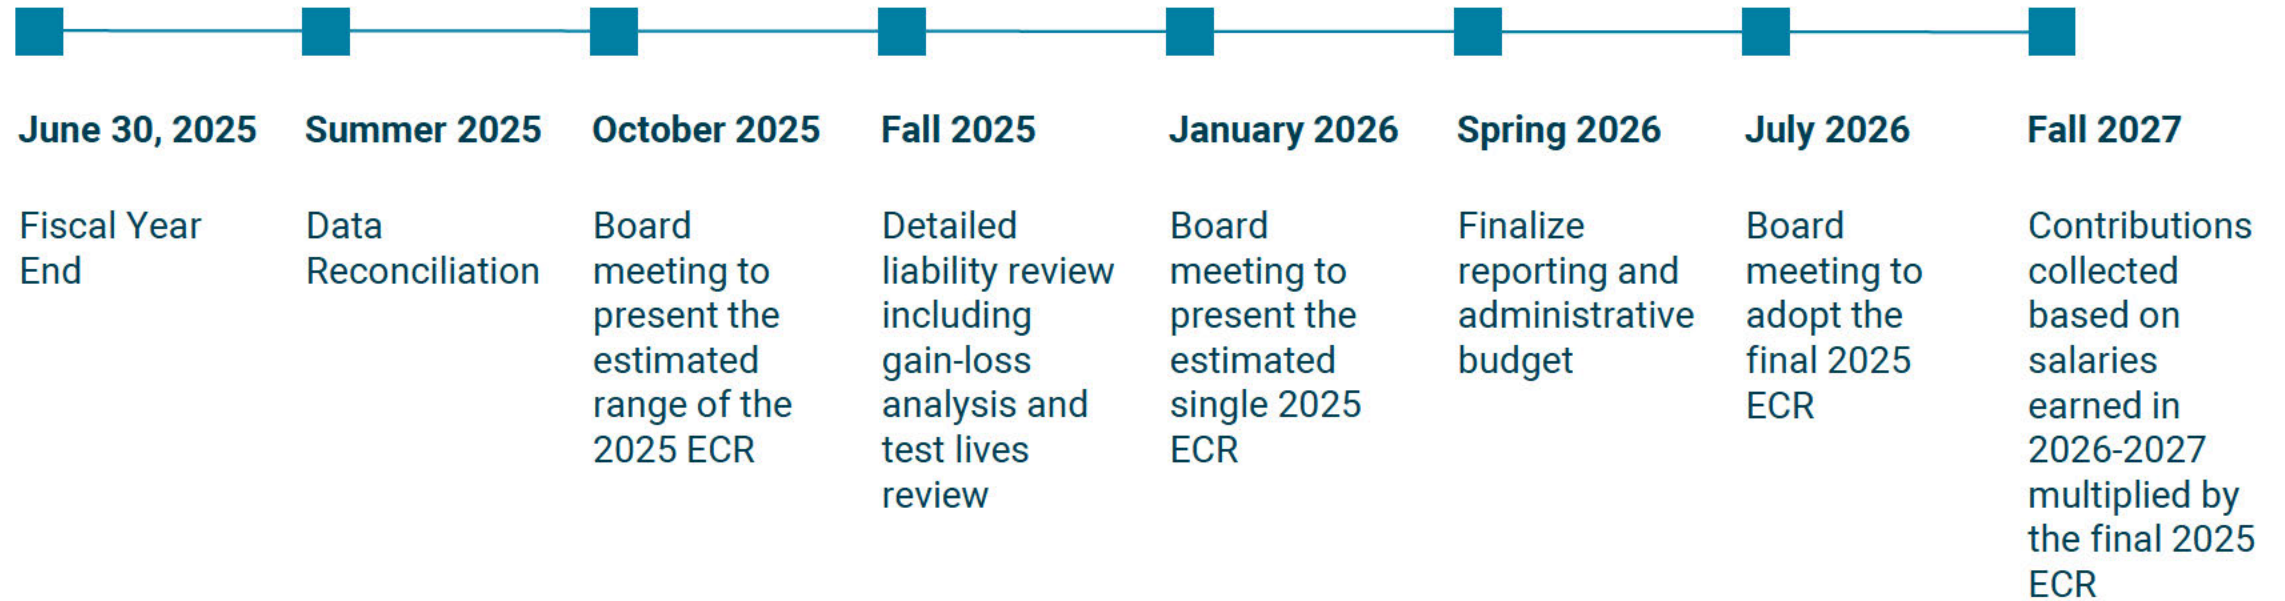 June 30, 2025
Fiscal Year
End
Summer 2025
Data
Reconciliation
October 2025
Board
meeting to
present the
estimated
range of the
2025 ECR
Fall 2025
Detailed
liability review
including
gain-loss
analysis and
test lives
review
January 2026
Board
meeting to
present the
estimated
single 2025
ECR
Spring 2026
Finalize
reporting and
administrative
budget
July 2026
Board
meeting to
adopt the
final 2025
ECR
Fall 2027
Contributions
collected
based on
salaries
earned in
2026-2027
multiplied by
the final 2025
ECR